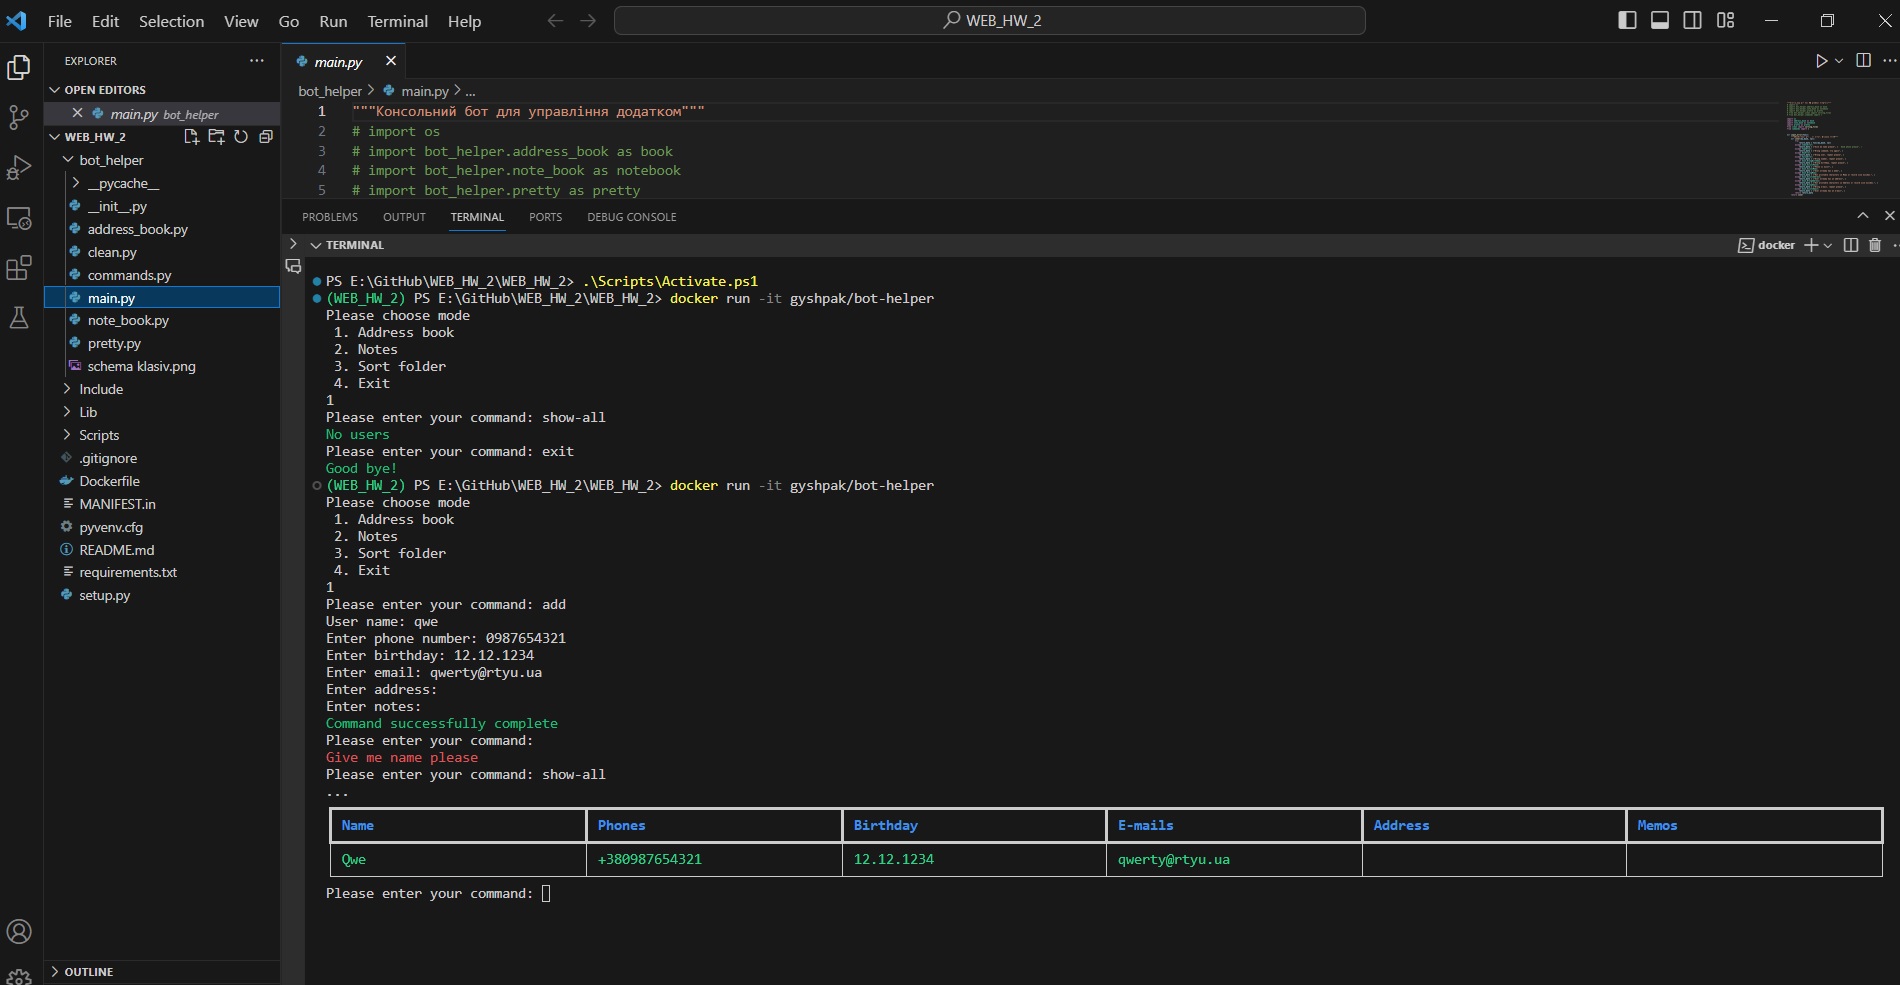 File Edit Selection View Go Run Terminal Help
WEB_HW_2
EXPLORER
OPEN EDITORS
main.py bot_helper
WEB_HW_2
bot_helper
__pycache__
__init__.py
address_book.py
clean.py
commands.py
main.py
note_book.py
pretty.py
schema klasiv.png
Include
Lib
Scripts
.gitignore
Dockerfile
MANIFEST.in
pyvenv.cfg
README.md
requirements.txt
setup.py
OUTLINE
main.py
bot_helper > main.py > ...
1 """Консольний бот для управління додатком"""
2 # import os
3 # import bot_helper.address_book as book
4 # import bot_helper.note_book as notebook
5 # import bot_helper.pretty as pretty
PROBLEMS OUTPUT TERMINAL PORTS DEBUG CONSOLE
TERMINAL
docker
PS E:\GitHub\WEB_HW_2\WEB_HW_2> .\Scripts\Activate.ps1
(WEB_HW_2) PS E:\GitHub\WEB_HW_2\WEB_HW_2> docker run -it gyshpak/bot-helper
Please choose mode
1. Address book
2. Notes
3. Sort folder
4. Exit
1
Please enter your command: show-all
No users
Please enter your command: exit
Good bye!
(WEB_HW_2) PS E:\GitHub\WEB_HW_2\WEB_HW_2> docker run -it gyshpak/bot-helper
Please choose mode
1. Address book
2. Notes
3. Sort folder
4. Exit
1
Please enter your command: add
User name: qwe
Enter phone number: 0987654321
Enter birthday: 12.12.1234
Enter email: qwerty@rtyu.ua
Enter address:
Enter notes:
Command successfully complete
Please enter your command:
Give me name please
Please enter your command: show-all
...
Name Phones Birthday E-mails Address Memos
Qwe +380987654321 12.12.1234 qwerty@rtyu.ua
Please enter your command: